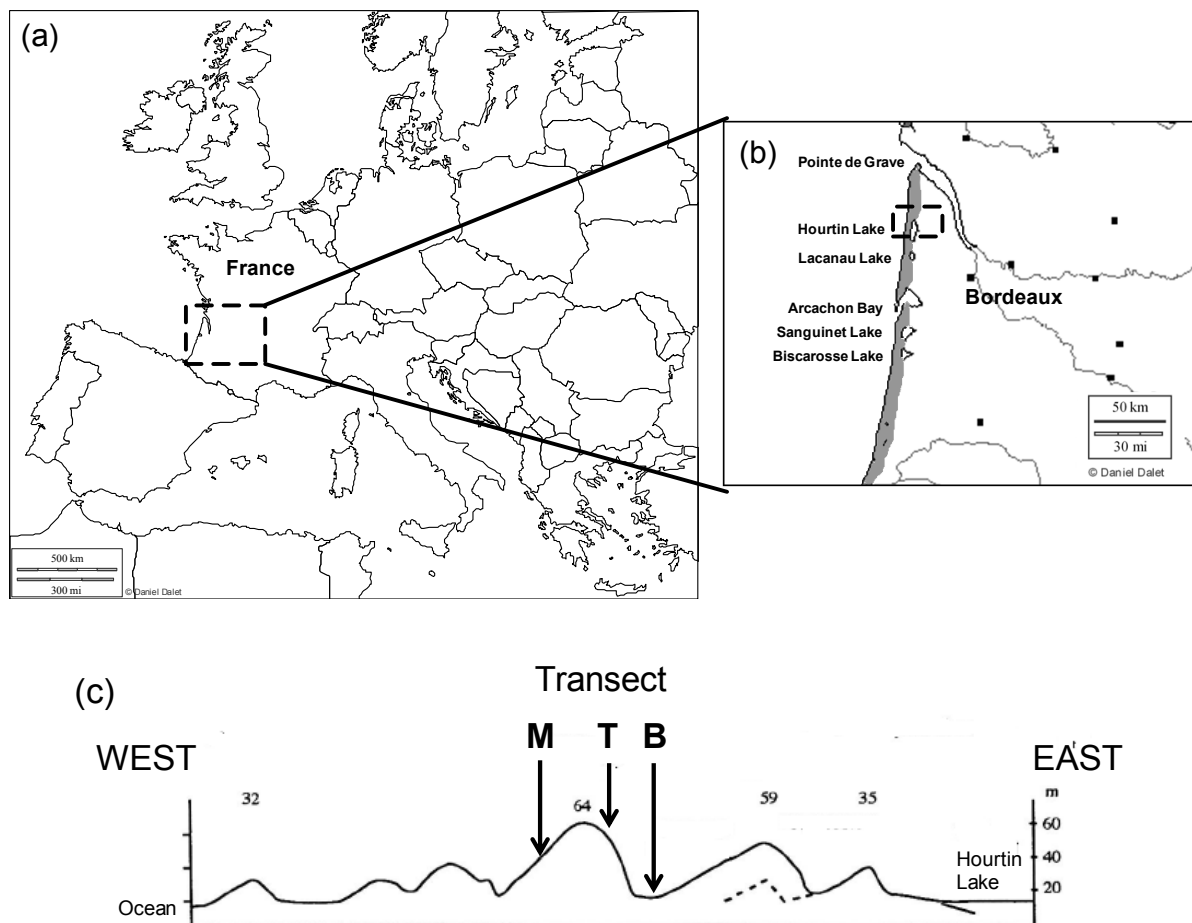 (a)
France
500 km
300 mi
© Daniel Dalet
(b)
Pointe de Grave
Hourtin Lake
Lacanau Lake
Bordeaux
Arcachon Bay
Sanguinet Lake
Biscarosse Lake
50 km
30 mi
© Daniel Dalet
(c)
Transect
M T B
WEST
EAST
32
64
59
35
m
60
40
20
Ocean
Hourtin
Lake